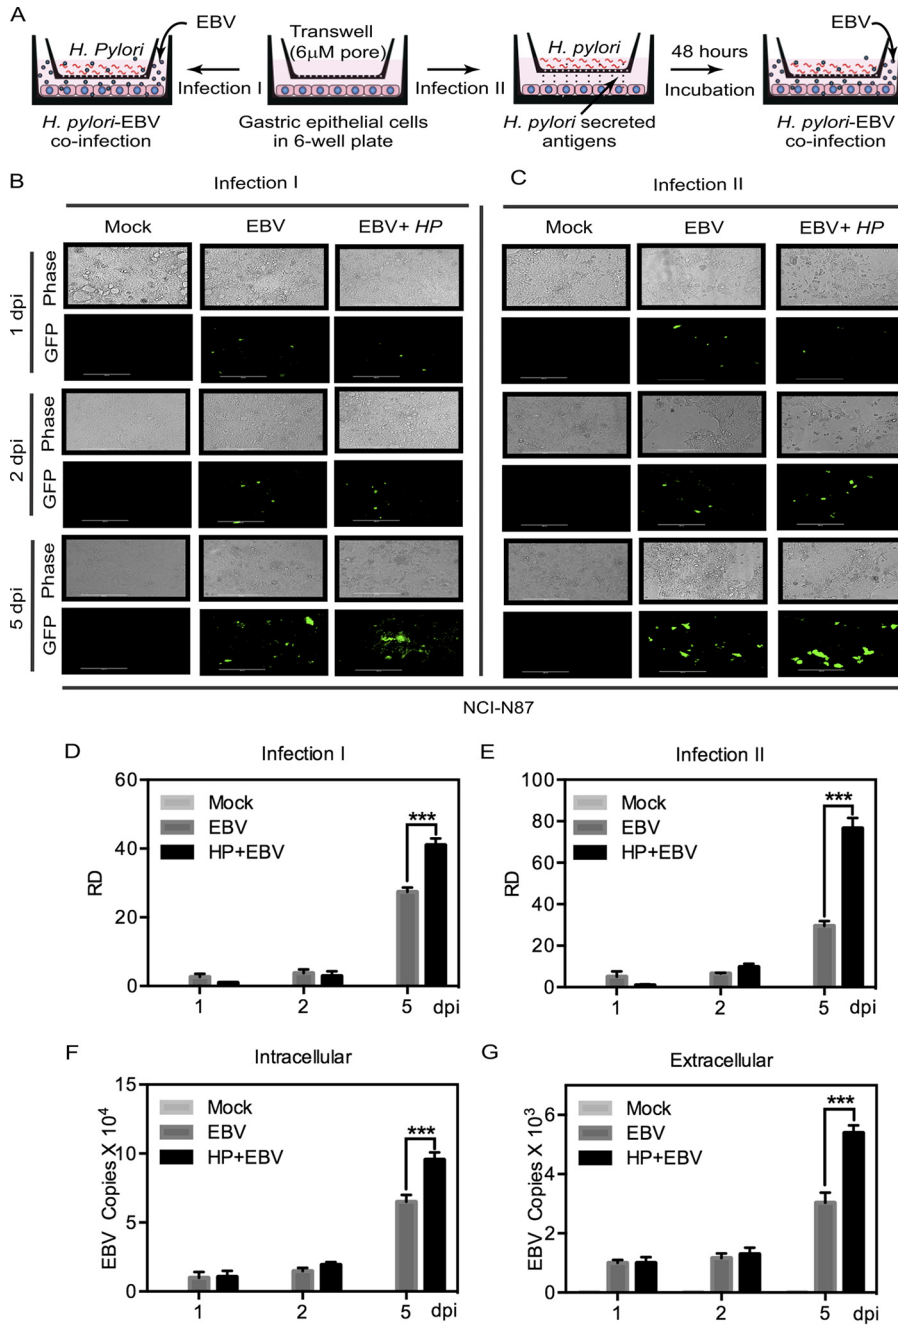 A
EBV
EBV
H. Pylori
Transwell
(6μM pore)
H. pylori
48 hours
Infection I
Infection II
Incubation
H. pylori-EBV
co-infection
Gastric epithelial cells
in 6-well plate
H. pylori secreted
antigens
H. pylori-EBV
co-infection
B
Infection I
Mock
EBV
EBV+ HP
1 dpi
Phase
GFP
2 dpi
Phase
GFP
5 dpi
Phase
GFP
C
Infection II
Mock
EBV
EBV+ HP
NCI-N87
D
Infection I
60
40
20
0
RD
Mock
EBV
HP+EBV
***
1
2
5
dpi
E
Infection II
100
80
60
40
20
0
RD
Mock
EBV
HP+EBV
***
1
2
5
dpi
F
Intracellular
15
10
5
0
EBV Copies X 10⁴
Mock
EBV
HP+EBV
***
1
2
5
dpi
G
Extracellular
6
4
2
0
EBV Copies X 10³
Mock
EBV
HP+EBV
***
1
2
5
dpi